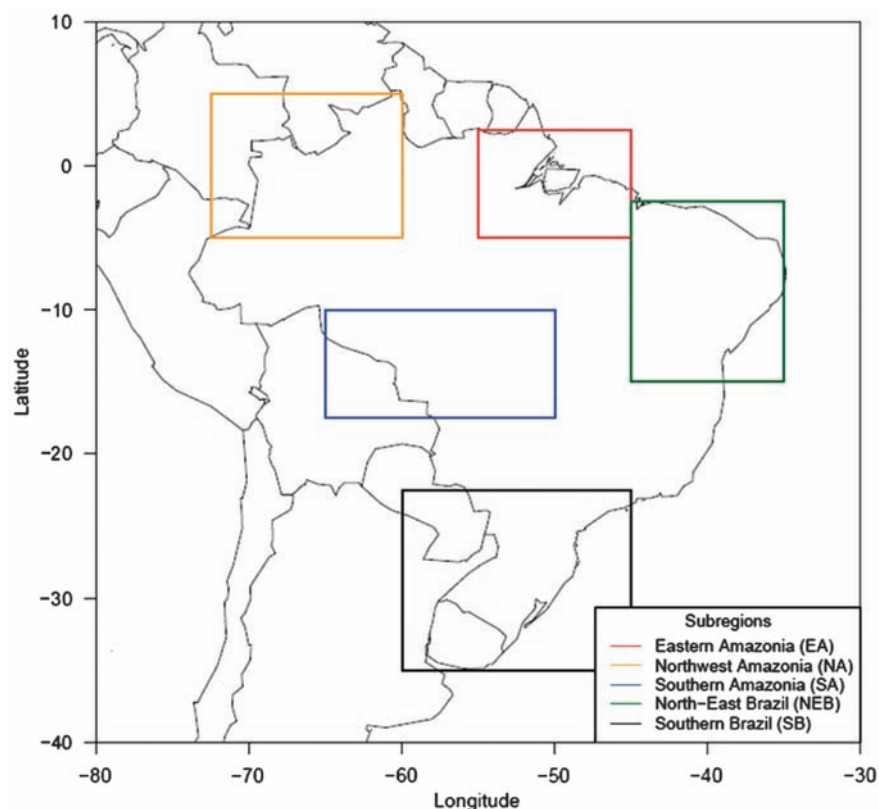 10
0
−10
−20
−30
−40
Latitude
−80
−70
−60
−50
−40
−30
Longitude
Subregions
Eastern Amazonia (EA)
Northwest Amazonia (NA)
Southern Amazonia (SA)
North−East Brazil (NEB)
Southern Brazil (SB)